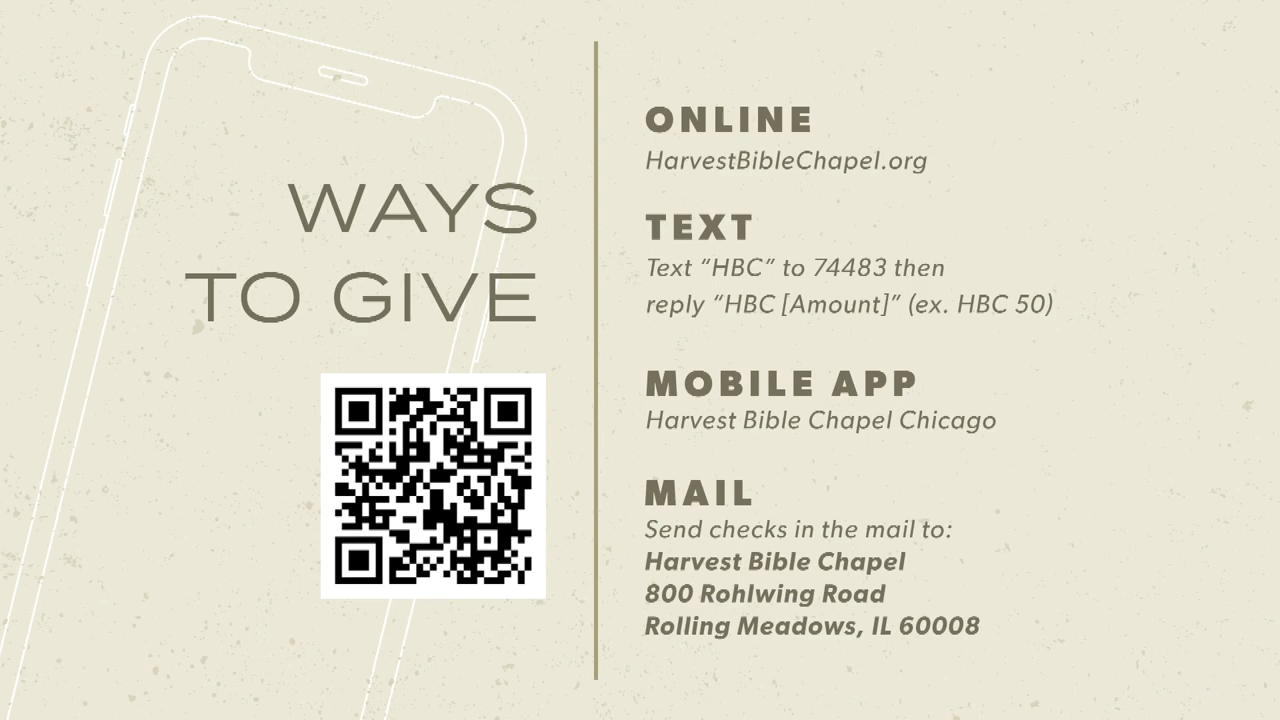 WAYS
TO GIVE
ONLINE
HarvestBibleChapel.org
TEXT
Text “HBC” to 74483 then
reply “HBC [Amount]” (ex. HBC 50)
MOBILE APP
Harvest Bible Chapel Chicago
MAIL
Send checks in the mail to:
Harvest Bible Chapel
800 Rohlwing Road
Rolling Meadows, IL 60008